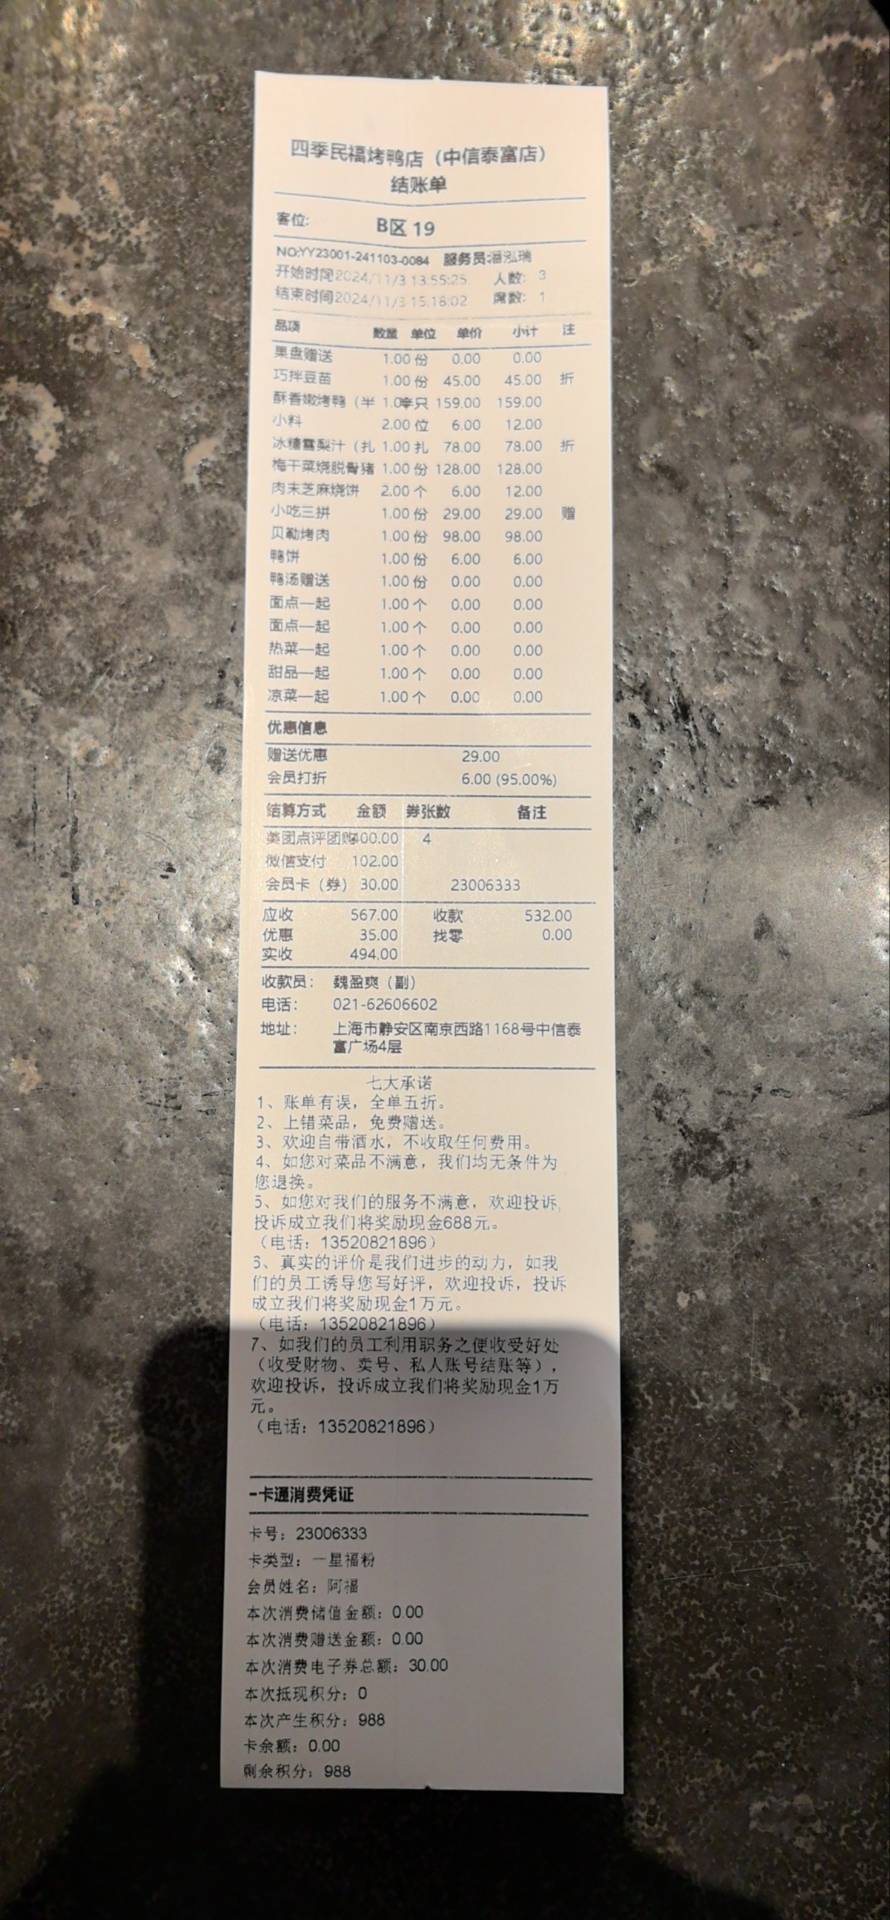 四季民福烤鸭店（中信泰富店）
结账单
客位: B区 19
NO:YY23001-241103-0084 服务员:潘泓瑞
开始时间2024/11/3 13:55:25 人数: 3
结束时间2024/11/3 15:18:02 席数: 1
品项 数量 单位 单价 小计 注
果盘赠送 1.00 份 0.00 0.00
巧拌豆苗 1.00 份 45.00 45.00 折
酥香嫩烤鸭（半 1.0 只 159.00 159.00
小料 2.00 位 6.00 12.00
冰糖雪梨汁（扎 1.00 扎 78.00 78.00 折
梅干菜烧脱骨猪 1.00 份 128.00 128.00
肉末芝麻烧饼 2.00 个 6.00 12.00
小吃三拼 1.00 份 29.00 29.00 赠
贝勒烤肉 1.00 份 98.00 98.00
鸭饼 1.00 份 6.00 6.00
鸭汤赠送 1.00 份 0.00 0.00
面点一起 1.00 个 0.00 0.00
面点一起 1.00 个 0.00 0.00
热菜一起 1.00 个 0.00 0.00
甜品一起 1.00 个 0.00 0.00
凉菜一起 1.00 个 0.00 0.00
优惠信息
赠送优惠 29.00
会员打折 6.00 (95.00%)
结算方式 金额 券张数 备注
美团点评团购400.00 4
微信支付 102.00
会员卡（券） 30.00 23006333
应收 567.00 收款 532.00
优惠 35.00 找零 0.00
实收 494.00
收款员: 魏盈爽（副）
电话: 021-62606602
地址: 上海市静安区南京西路1168号中信泰
富广场4层
七大承诺
1、账单有误，全单五折。
2、上错菜品，免费赠送。
3、欢迎自带酒水，不收取任何费用。
4、如您对菜品不满意，我们均无条件为
您退换。
5、如您对我们的服务不满意，欢迎投诉，
投诉成立我们将奖励现金688元。
（电话：13520821896）
6、真实的评价是我们进步的动力，如我
们的员工诱导您写好评，欢迎投诉，投诉
成立我们将奖励现金1万元。
（电话：13520821896）
7、如我们的员工利用职务之便收受好处
（收受财物、卖号、私人账号结账等），
欢迎投诉，投诉成立我们将奖励现金1万
元。
（电话：13520821896）
一卡通消费凭证
卡号：23006333
卡类型：一星福粉
会员姓名：阿福
本次消费储值金额：0.00
本次消费赠送金额：0.00
本次消费电子券总额：30.00
本次抵现积分：0
本次产生积分：988
卡余额：0.00
剩余积分：988